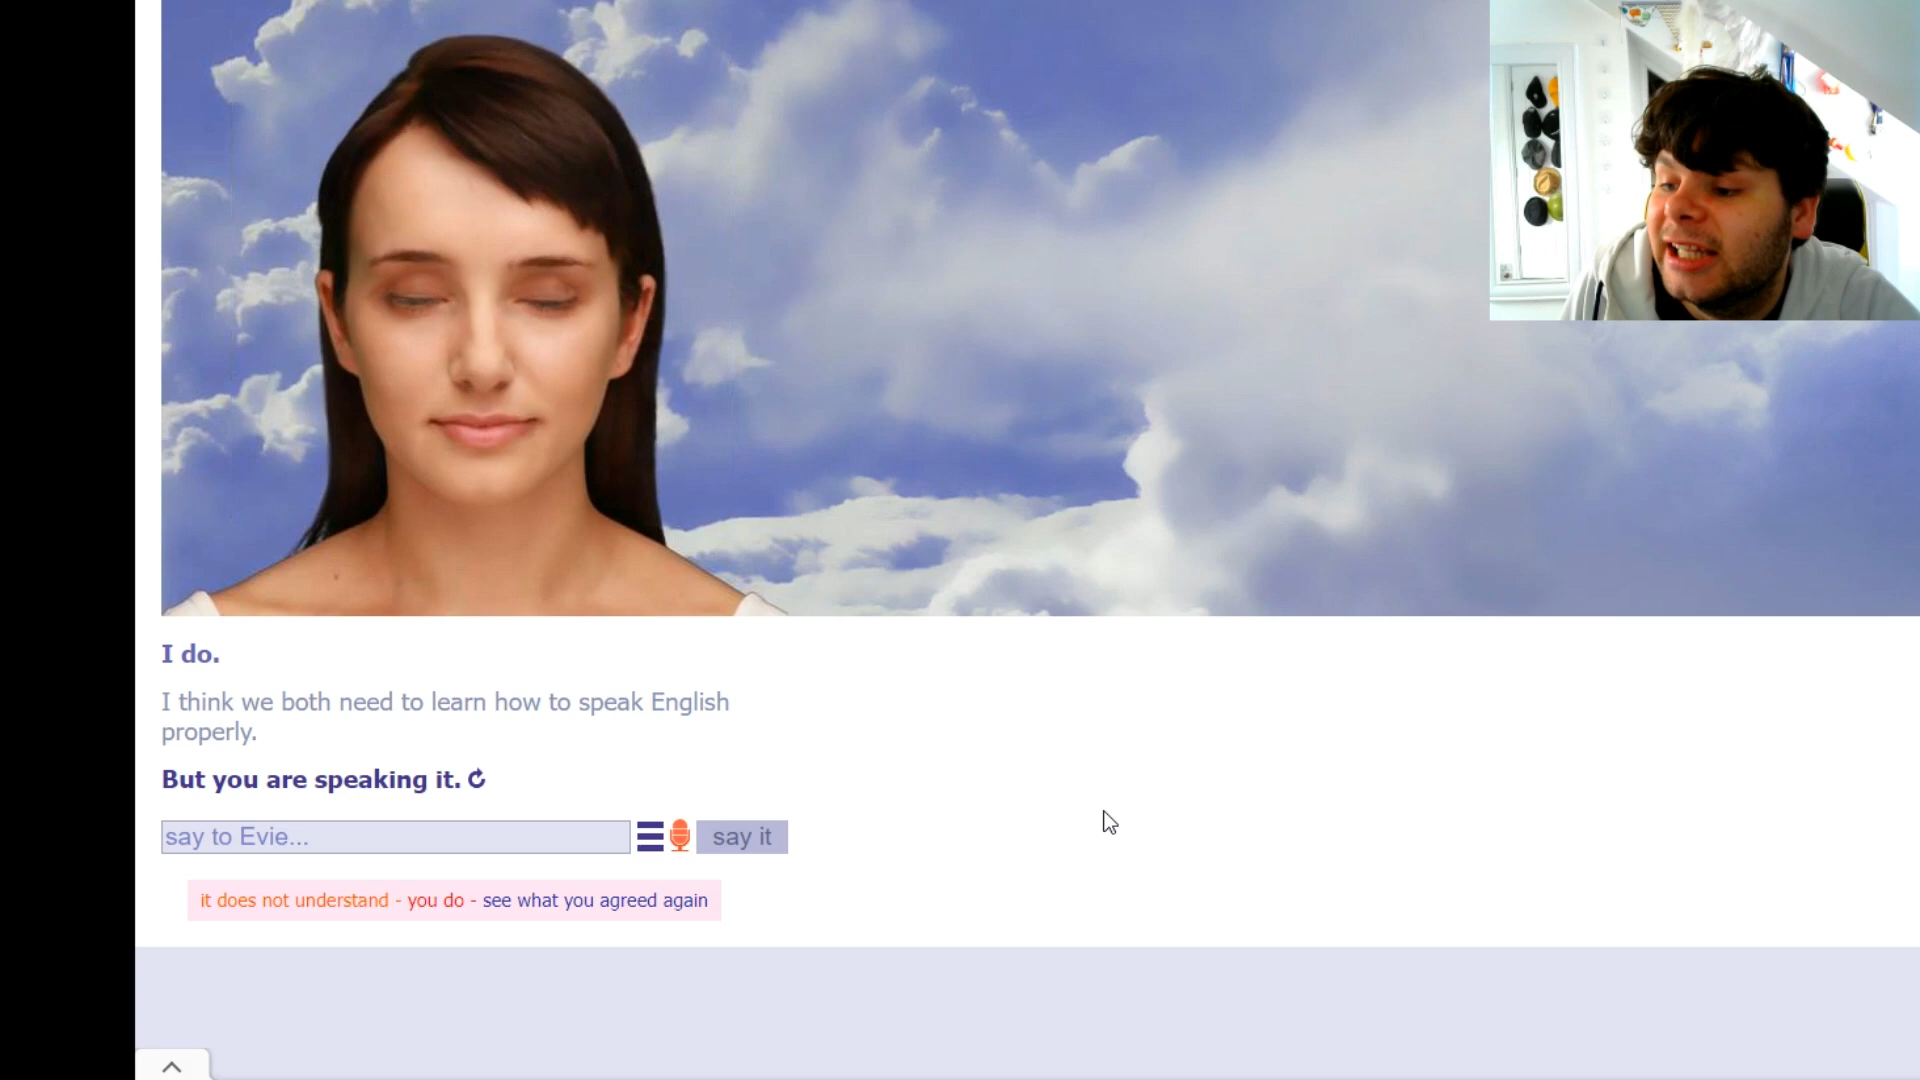 I do.
I think we both need to learn how to speak English
properly.
But you are speaking it.
say to Evie...
say it
it does not understand - you do - see what you agreed again